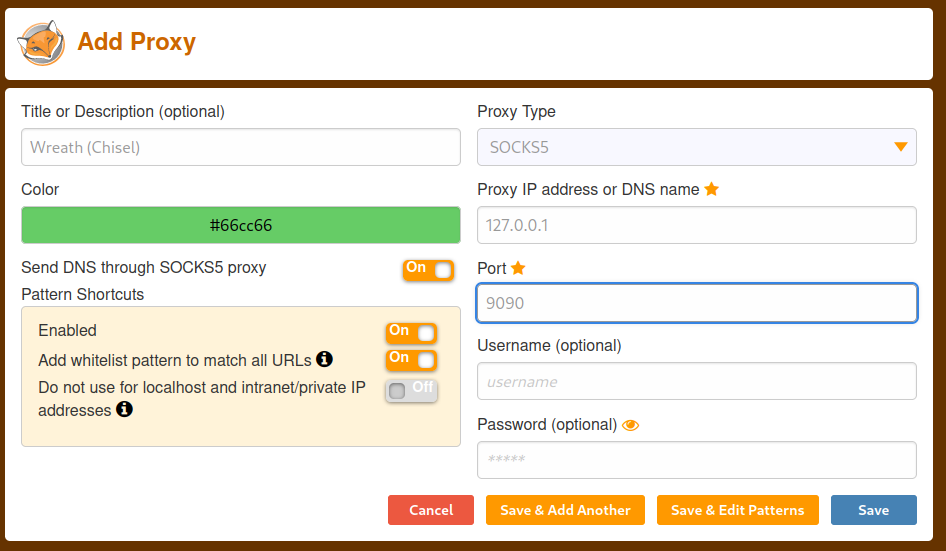 Add Proxy
Title or Description (optional)
Wreath (Chisel)
Color
#66cc66
Send DNS through SOCKS5 proxy
On
Pattern Shortcuts
Enabled
On
Add whitelist pattern to match all URLs
On
Do not use for localhost and intranet/private IP
addresses
Off
Proxy Type
SOCKS5
Proxy IP address or DNS name
127.0.0.1
Port
9090
Username (optional)
username
Password (optional)
*****
Cancel
Save & Add Another
Save & Edit Patterns
Save